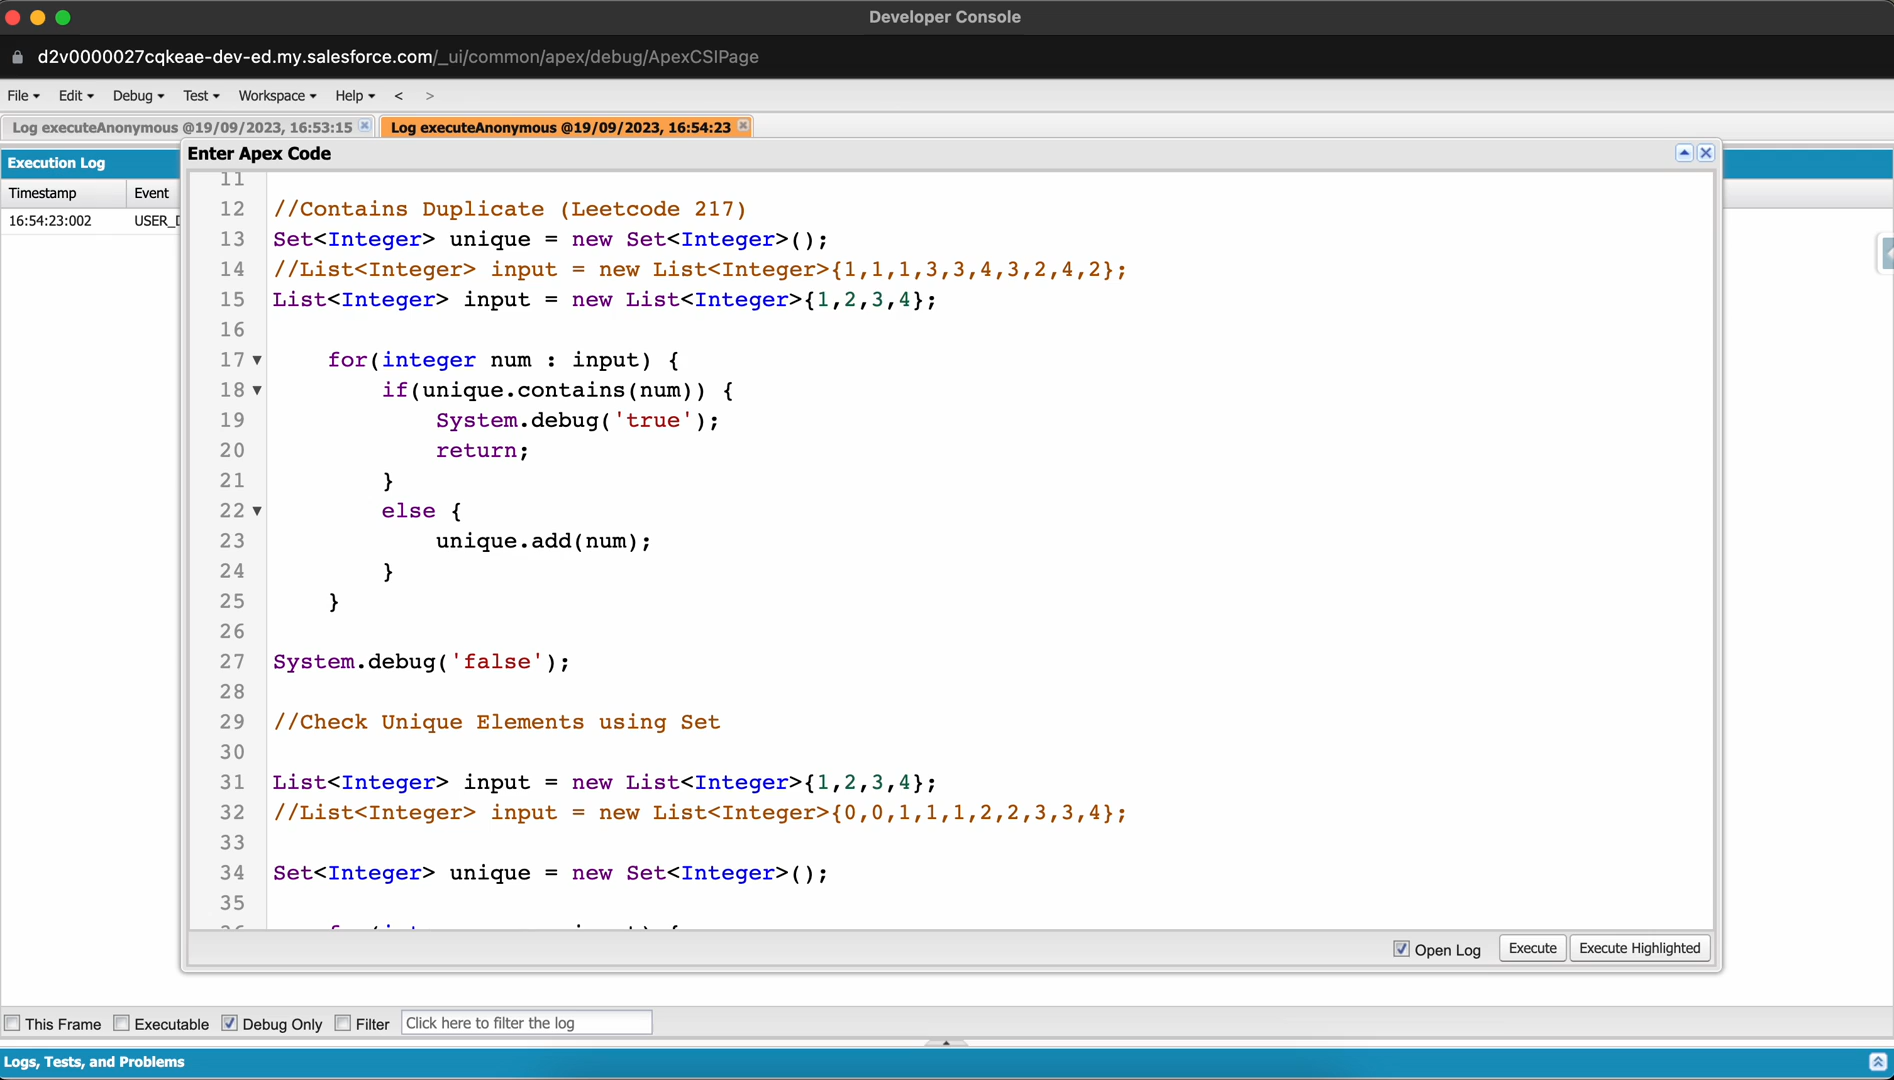 Developer Console
d2v0000027cqkeae-dev-ed.my.salesforce.com/_ui/common/apex/debug/ApexCSIPage
File Edit Debug Test Workspace Help < >
Log executeAnonymous @19/09/2023, 16:53:15 Log executeAnonymous @19/09/2023, 16:54:23
Enter Apex Code
Execution Log
Timestamp Event
16:54:23:002 USER_
11
12 //Contains Duplicate (Leetcode 217)
13 Set<Integer> unique = new Set<Integer>();
14 //List<Integer> input = new List<Integer>{1,1,1,3,3,4,3,2,4,2};
15 List<Integer> input = new List<Integer>{1,2,3,4};
16
17 for(integer num : input) {
18 if(unique.contains(num)) {
19 System.debug('true');
20 return;
21 }
22 else {
23 unique.add(num);
24 }
25 }
26
27 System.debug('false');
28
29 //Check Unique Elements using Set
30
31 List<Integer> input = new List<Integer>{1,2,3,4};
32 //List<Integer> input = new List<Integer>{0,0,1,1,1,2,2,3,3,4};
33
34 Set<Integer> unique = new Set<Integer>();
35
Open Log Execute Execute Highlighted
This Frame Executable Debug Only Filter Click here to filter the log
Logs, Tests, and Problems